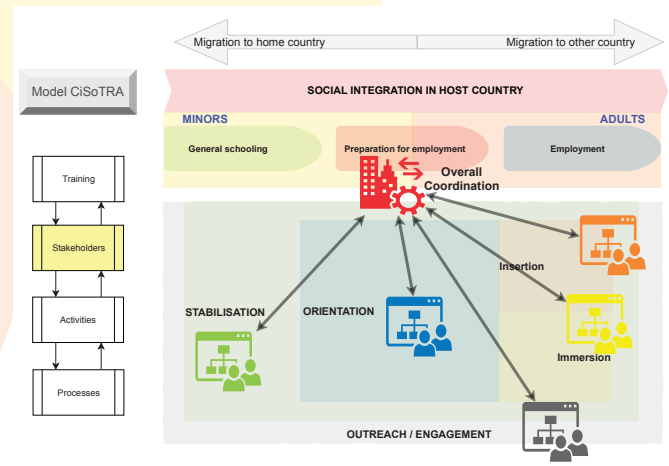 Migration to home country
Migration to other country
Model CiSoTRA
SOCIAL INTEGRATION IN HOST COUNTRY
MINORS
ADULTS
General schooling
Preparation for employment
Employment
Overall
Coordination
Training
Stakeholders
Activities
Processes
Insertion
STABILISATION
ORIENTATION
Immersion
OUTREACH / ENGAGEMENT